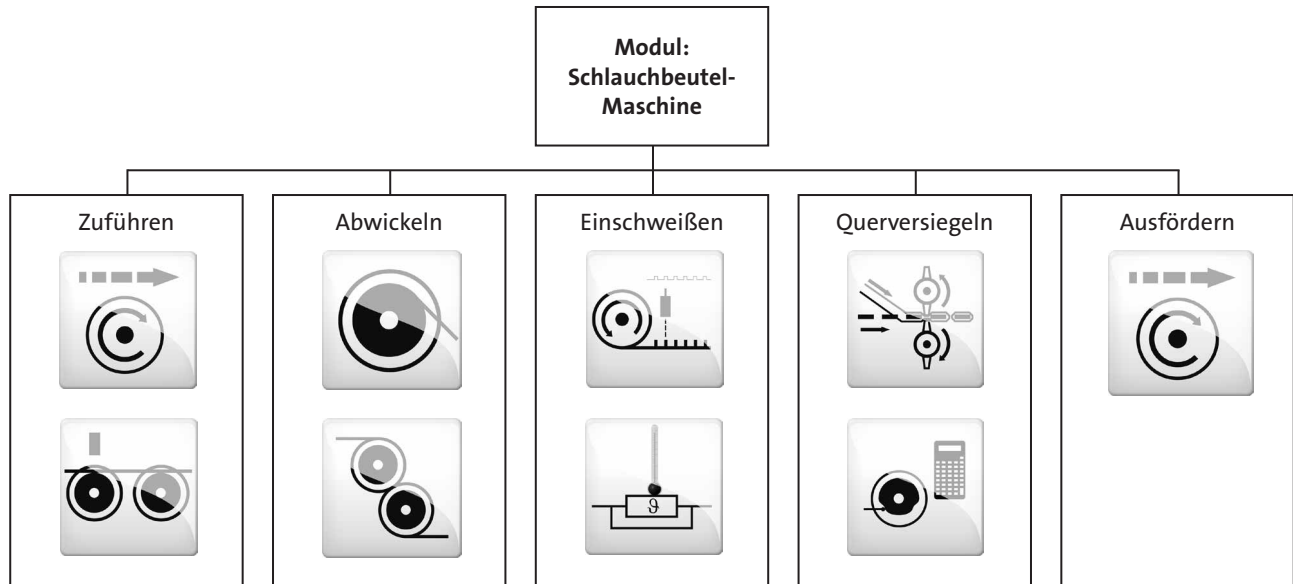 Modul:
Schlauchbeutel-
Maschine
Zuführen
Abwickeln
Einschweißen
Querversiegeln
Ausfördern
ϑ